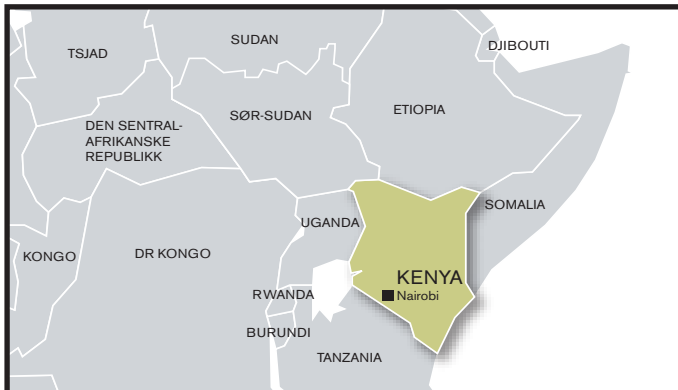 SUDAN
TSJAD
DJIBOUTI
SØR-SUDAN
ETIOPIA
DEN SENTRAL-
AFRIKANSKE
REPUBLIKK
SOMALIA
UGANDA
KONGO
DR KONGO
KENYA
Nairobi
RWANDA
BURUNDI
TANZANIA